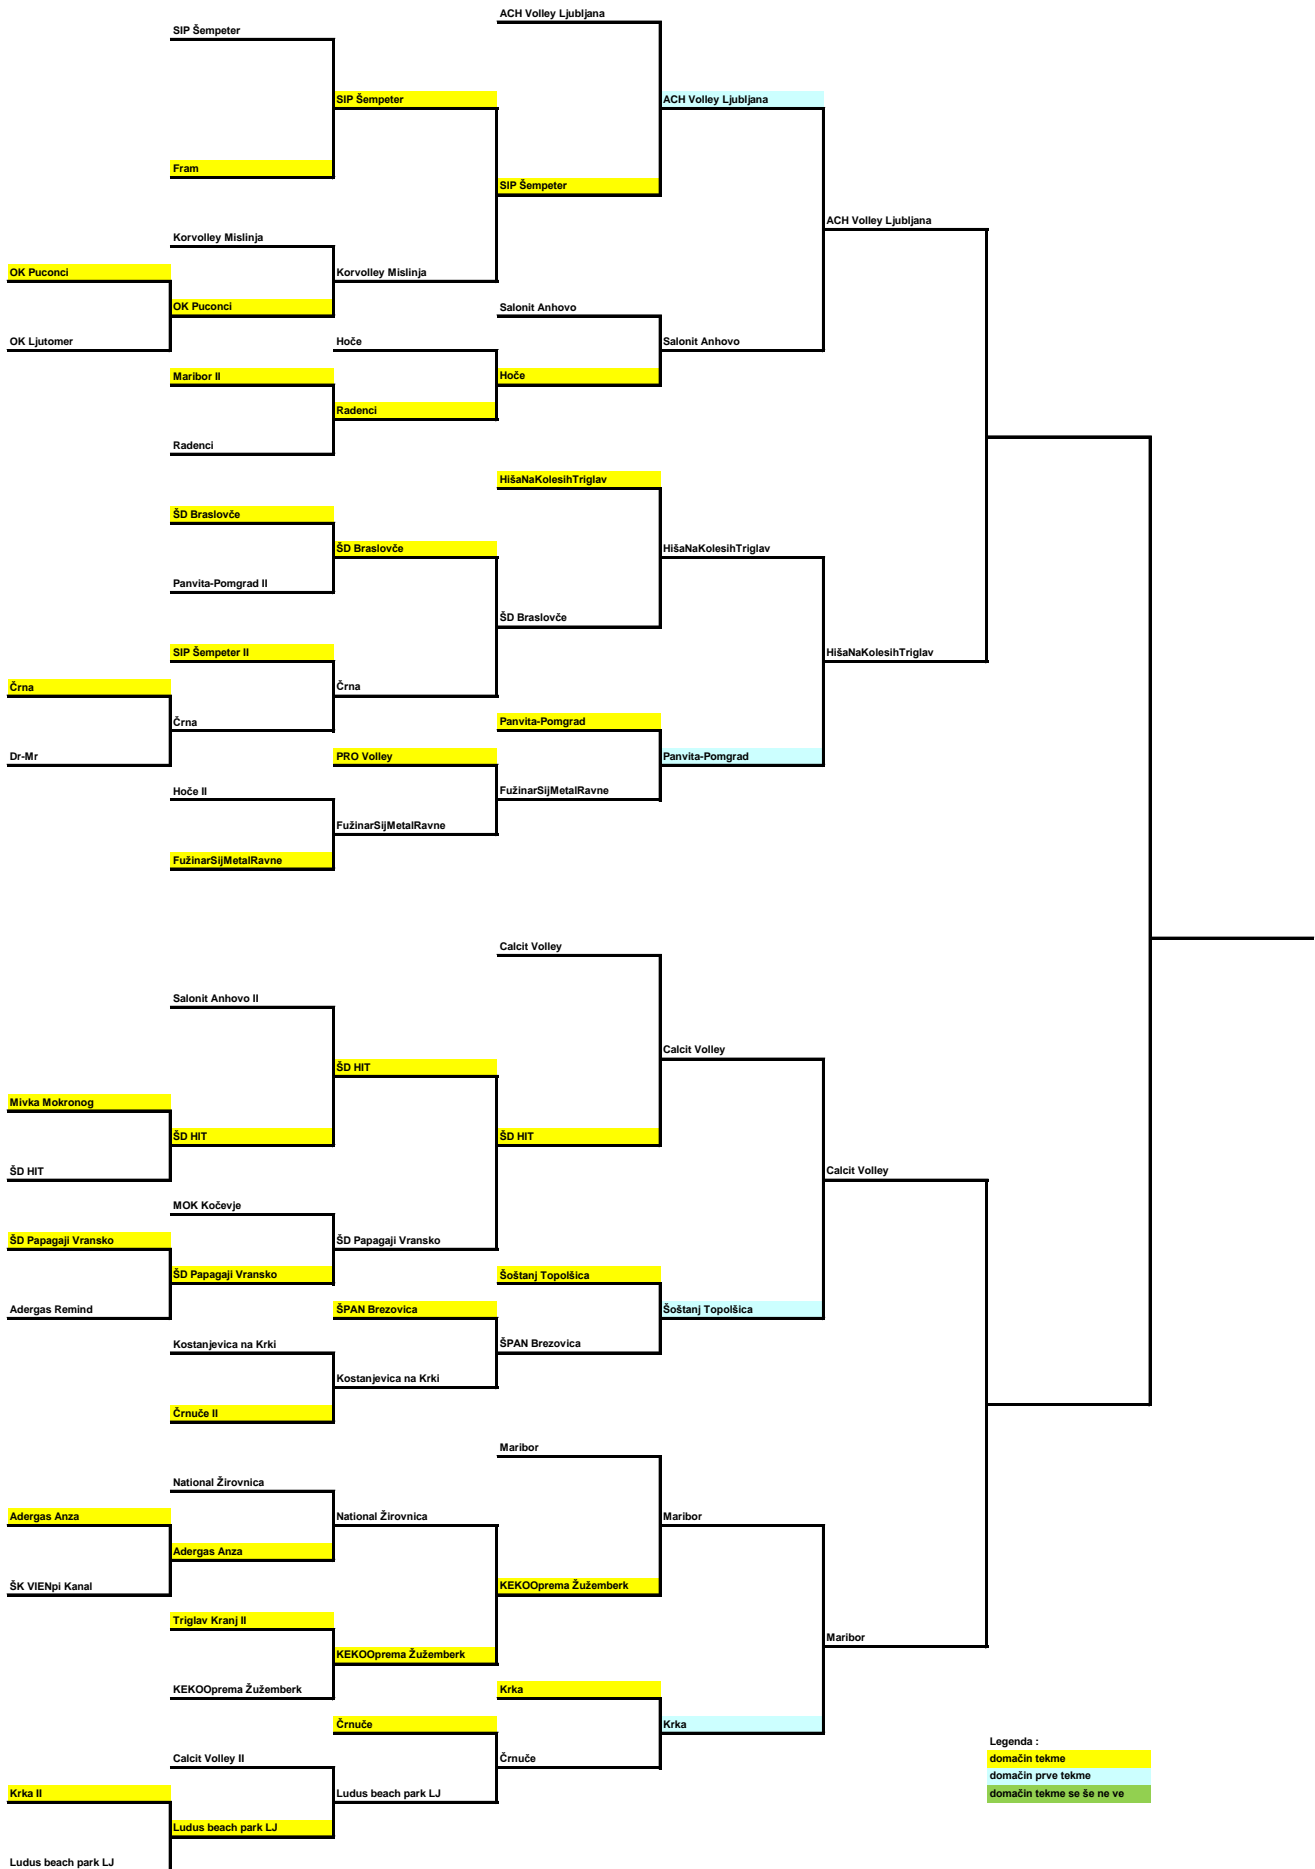 ACH Volley Ljubljana
SIP Šempeter
SIP Šempeter
ACH Volley Ljubljana
Fram
SIP Šempeter
ACH Volley Ljubljana
Korvolley Mislinja
OK Puconci
Korvolley Mislinja
OK Puconci
Salonit Anhovo
OK Ljutomer
Hoče
Salonit Anhovo
Maribor II
Hoče
Radenci
Radenci
HišaNaKolesihTriglav
ŠD Braslovče
ŠD Braslovče
HišaNaKolesihTriglav
Panvita-Pomgrad II
ŠD Braslovče
SIP Šempeter II
HišaNaKolesihTriglav
Črna
Črna
Črna
Panvita-Pomgrad
Dr-Mr
PRO Volley
Panvita-Pomgrad
Hoče II
FužinarSijMetalRavne
FužinarSijMetalRavne
FužinarSijMetalRavne
Calcit Volley
Salonit Anhovo II
Calcit Volley
ŠD HIT
Mivka Mokronog
ŠD HIT
ŠD HIT
ŠD HIT
Calcit Volley
MOK Kočevje
ŠD Papagaji Vransko
ŠD Papagaji Vransko
ŠD Papagaji Vransko
Šoštanj Topolšica
Adergas Remind
ŠPAN Brezovica
Šoštanj Topolšica
Kostanjevica na Krki
ŠPAN Brezovica
Kostanjevica na Krki
Črnuče II
Maribor
National Žirovnica
Adergas Anza
National Žirovnica
Maribor
Adergas Anza
ŠK VIENpi Kanal
KEKOOprema Žužemberk
Triglav Kranj II
Maribor
KEKOOprema Žužemberk
KEKOOprema Žužemberk
Krka
Črnuče
Krka
Legenda :
Calcit Volley II
Črnuče
domačin tekme
domačin prve tekme
Krka II
Ludus beach park LJ
domačin tekme se še ne ve
Ludus beach park LJ
Ludus beach park LJ